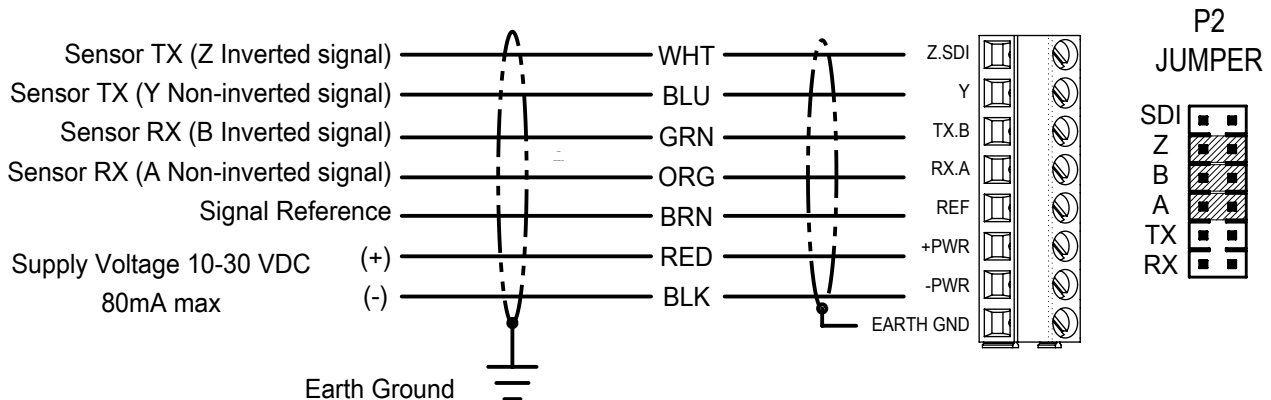 P2
JUMPER
Sensor TX (Z Inverted signal) WHT Z.SDI
Sensor TX (Y Non-inverted signal) BLU Y
Sensor RX (B Inverted signal) GRN TX.B
Sensor RX (A Non-inverted signal) ORG RX.A
Signal Reference BRN REF
Supply Voltage 10-30 VDC (+) RED +PWR
80mA max (-) BLK -PWR
EARTH GND
Earth Ground
SDI
Z
B
A
TX
RX